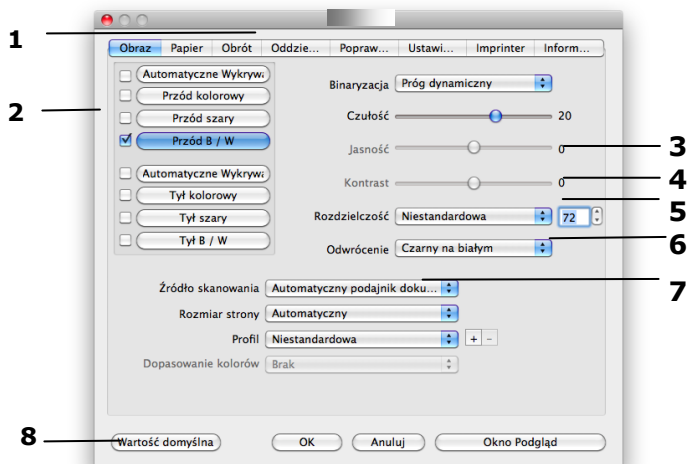 1
Obraz Papier Obrót Oddzie... Popraw... Ustawi... Imprinter Inform...
2
Automatyczne Wykrywa
Przód kolorowy
Przód szary
Przód B / W
Automatyczne Wykrywa
Tył kolorowy
Tył szary
Tył B / W
Binaryzacja Próg dynamiczny
Czułość 20
Jasność 0 3
Kontrast 0 4
5
Rozdzielczość Niestandardowa 72
Odwrócenie Czarny na białym 6
7
Źródło skanowania Automatyczny podajnik doku...
Rozmiar strony Automatyczny
Profil Niestandardowa + -
Dopasowanie kolorów Brak
8
Wartość domyślna OK Anuluj Okno Podgląd